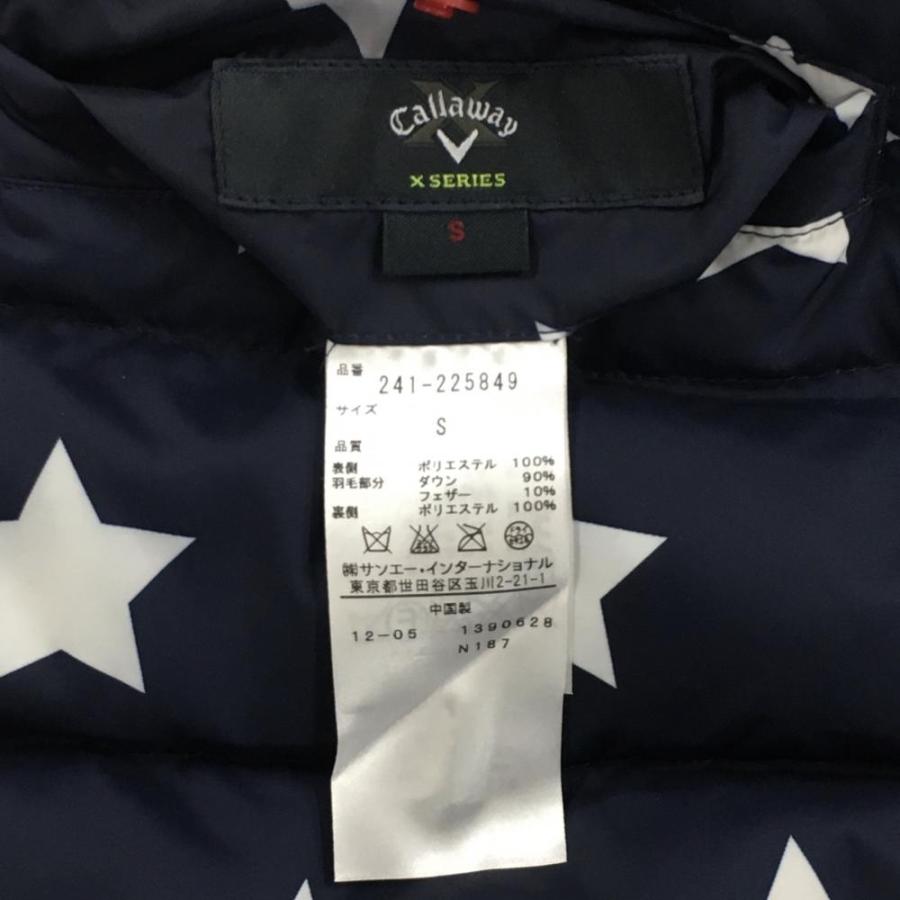 Callaway
X SERIES
S
品番
241-225849
サイズ
S
品質
表側 ポリエステル 100%
羽毛部分 ダウン 90%
フェザー 10%
裏側 ポリエステル 100%
㈱サンエー・インターナショナル
東京都世田谷区玉川2-21-1
中国製
12-05 1390628
N187